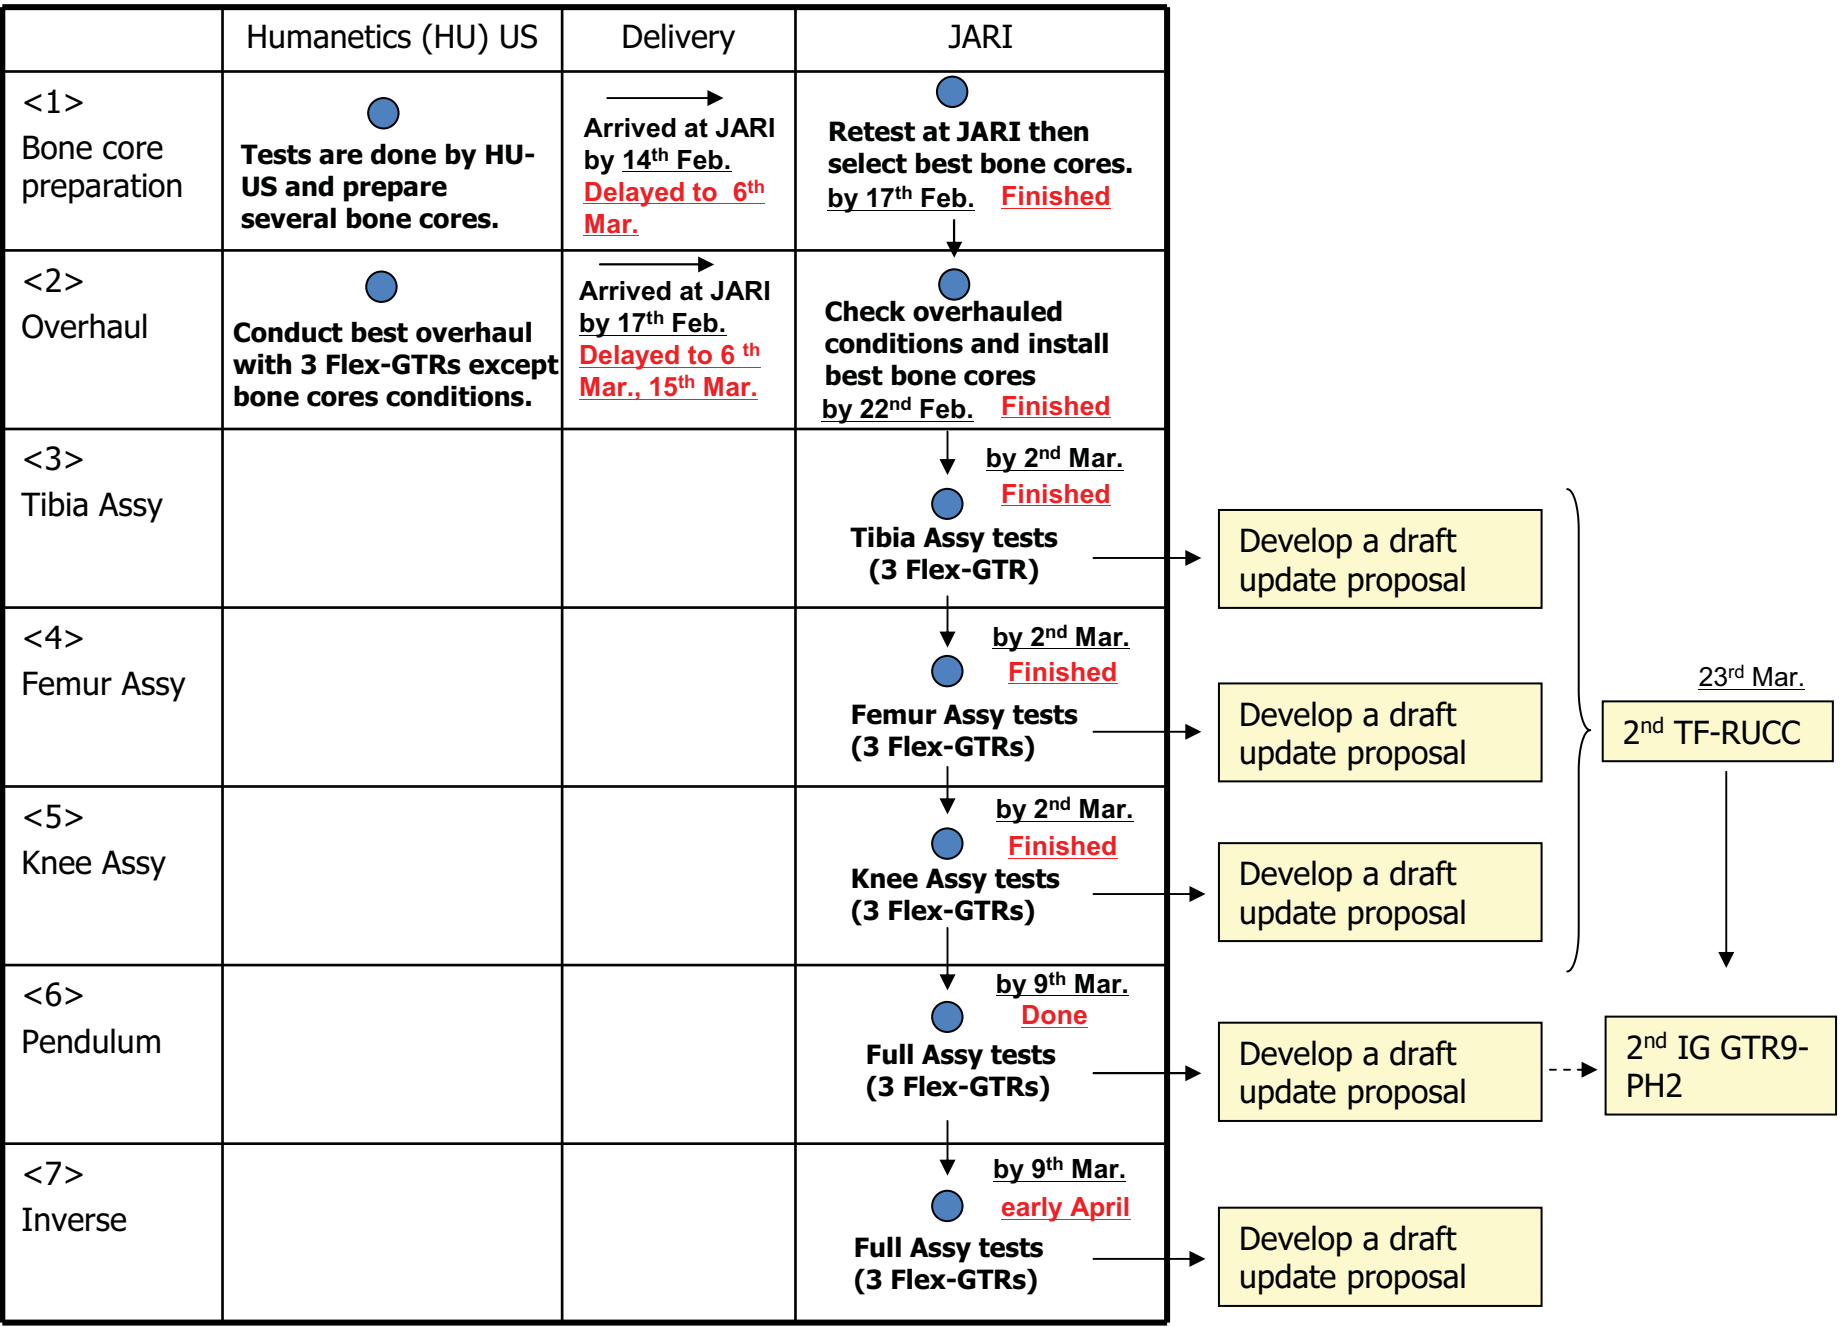 Humanetics (HU) US
Delivery
JARI
<1>
Bone core
preparation
Tests are done by HU-
US and prepare
several bone cores.
Arrived at JARI
by 14th Feb.
Delayed to 6th
Mar.
Retest at JARI then
select best bone cores.
by 17th Feb. Finished
<2>
Overhaul
Conduct best overhaul
with 3 Flex-GTRs except
bone cores conditions.
Arrived at JARI
by 17th Feb.
Delayed to 6 th
Mar., 15th Mar.
Check overhauled
conditions and install
best bone cores
by 22nd Feb. Finished
<3>
Tibia Assy
by 2nd Mar.
Finished
Tibia Assy tests
(3 Flex-GTR)
Develop a draft
update proposal
<4>
Femur Assy
by 2nd Mar.
Finished
Femur Assy tests
(3 Flex-GTRs)
Develop a draft
update proposal
23rd Mar.
2nd TF-RUCC
<5>
Knee Assy
by 2nd Mar.
Finished
Knee Assy tests
(3 Flex-GTRs)
Develop a draft
update proposal
<6>
Pendulum
by 9th Mar.
Done
Full Assy tests
(3 Flex-GTRs)
Develop a draft
update proposal
2nd IG GTR9-
PH2
<7>
Inverse
by 9th Mar.
early April
Full Assy tests
(3 Flex-GTRs)
Develop a draft
update proposal